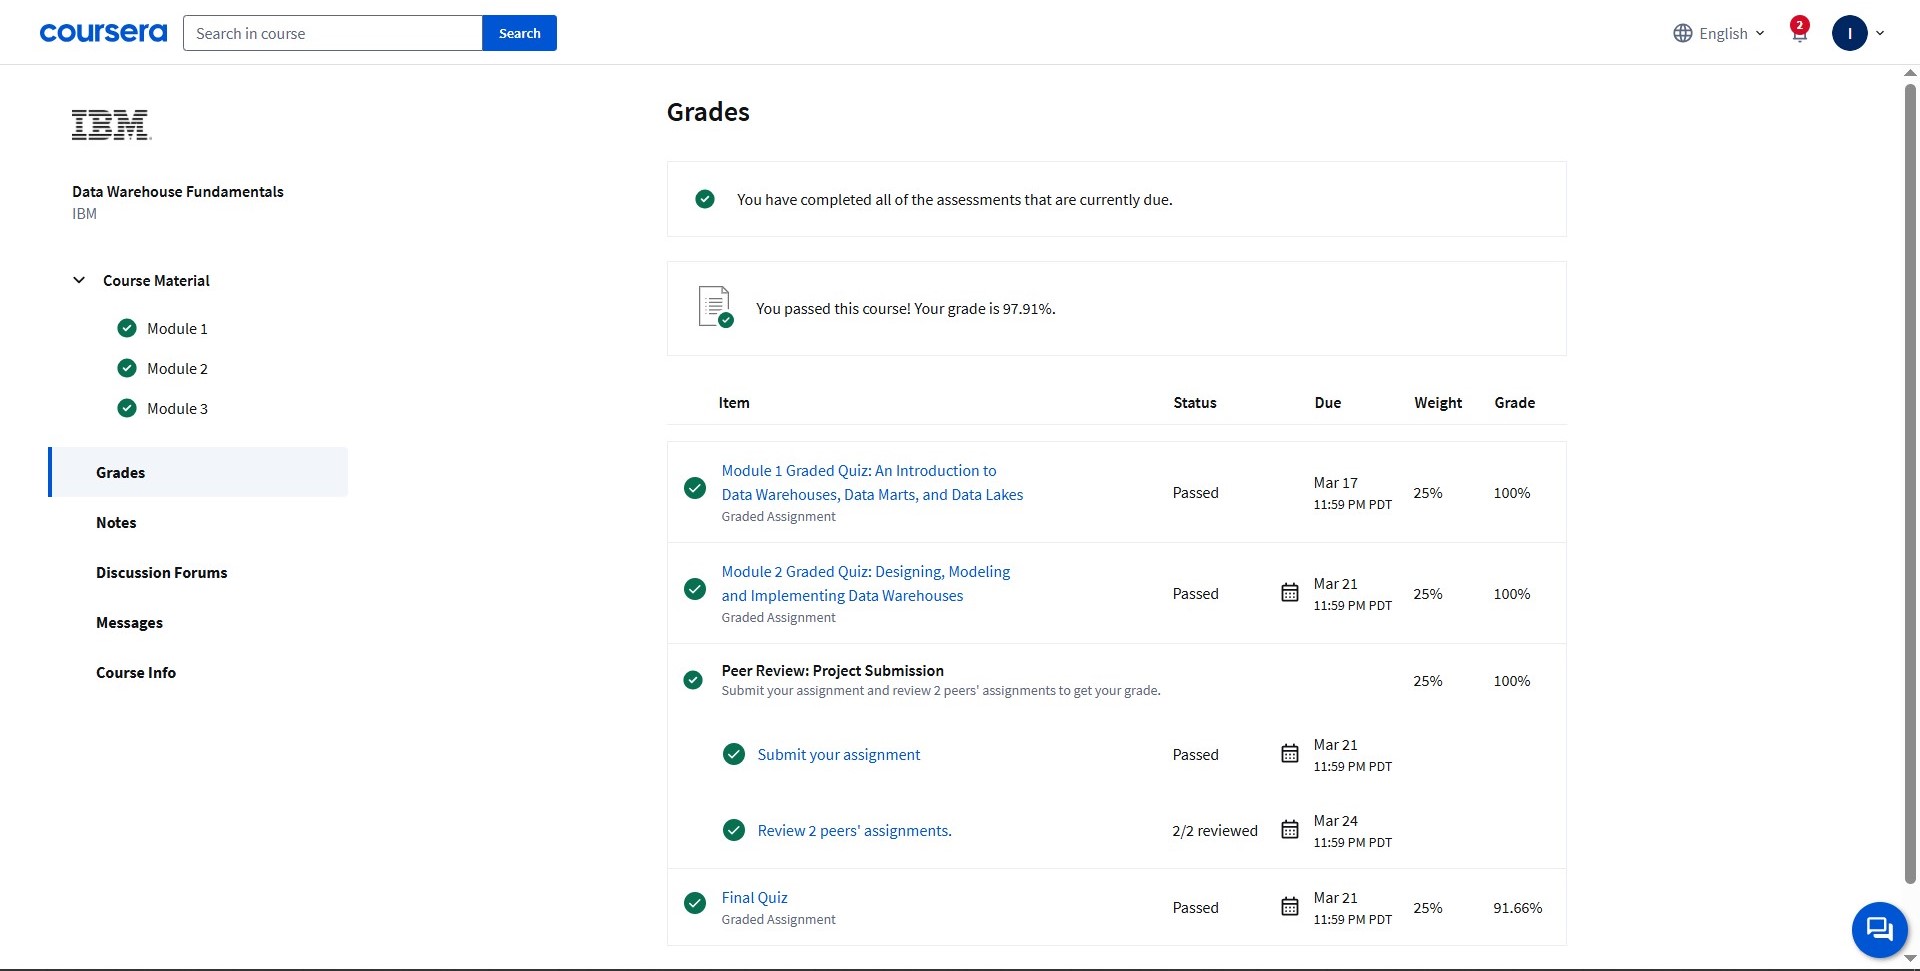 coursera
Search in course
Search
English
2
I
IBM
Data Warehouse Fundamentals
IBM
Course Material
Module 1
Module 2
Module 3
Grades
Notes
Discussion Forums
Messages
Course Info
Grades
You have completed all of the assessments that are currently due.
You passed this course! Your grade is 97.91%.
Item Status Due Weight Grade
Module 1 Graded Quiz: An Introduction to
Data Warehouses, Data Marts, and Data Lakes
Graded Assignment
Passed
Mar 17
11:59 PM PDT
25%
100%
Module 2 Graded Quiz: Designing, Modeling
and Implementing Data Warehouses
Graded Assignment
Passed
Mar 21
11:59 PM PDT
25%
100%
Peer Review: Project Submission
Submit your assignment and review 2 peers' assignments to get your grade.
25%
100%
Submit your assignment
Passed
Mar 21
11:59 PM PDT
Review 2 peers' assignments.
2/2 reviewed
Mar 24
11:59 PM PDT
Final Quiz
Graded Assignment
Passed
Mar 21
11:59 PM PDT
25%
91.66%